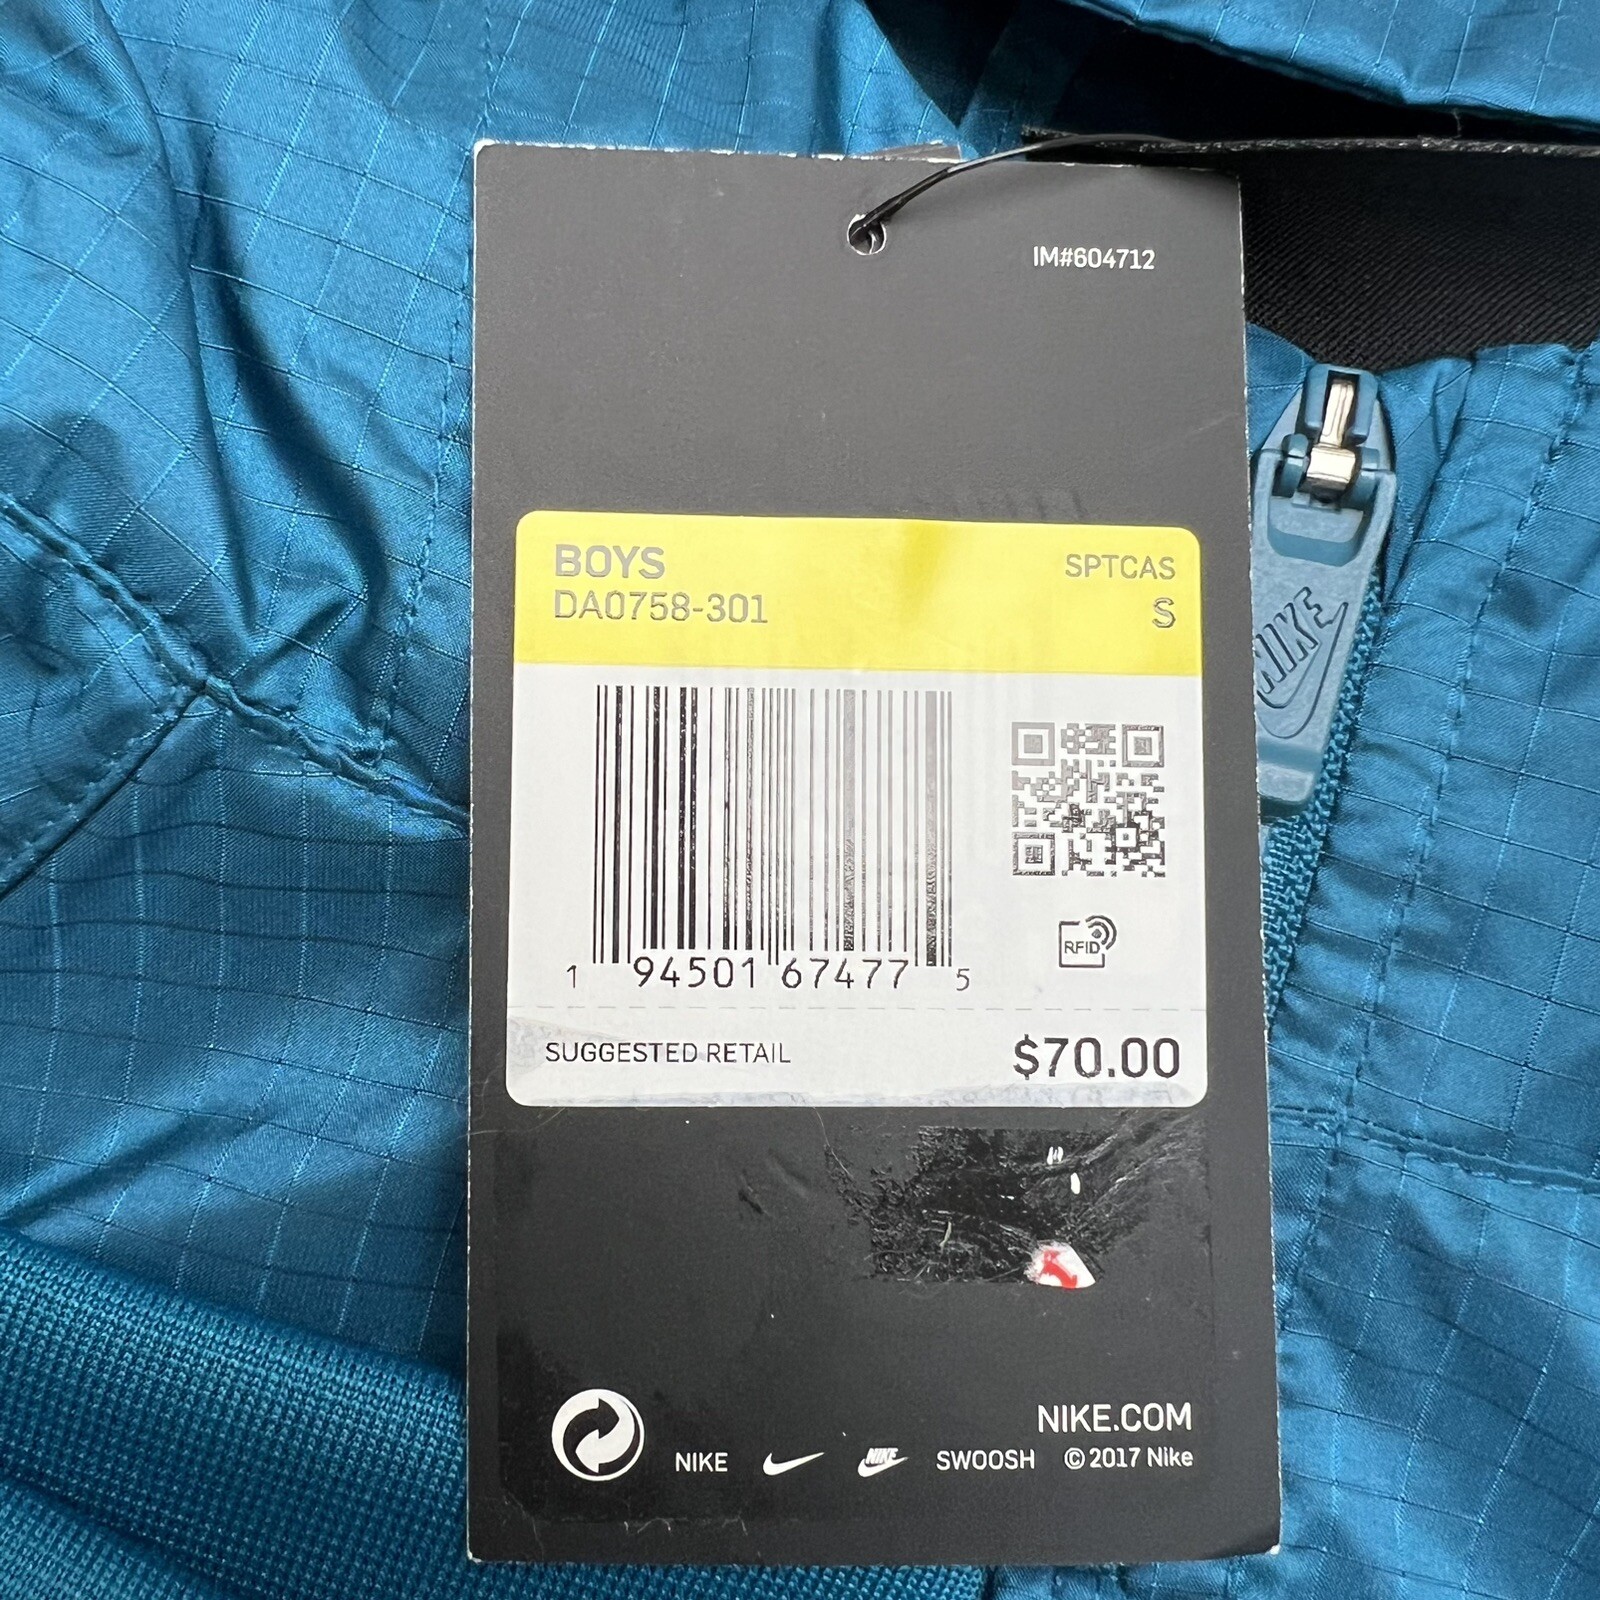 IM#604712
BOYS
SPTCAS
DA0758-301
S
NIKE
RFID
1 94501 67477 5
SUGGESTED RETAIL
$70.00
NIKE.COM
NIKE NIKE SWOOSH © 2017 Nike